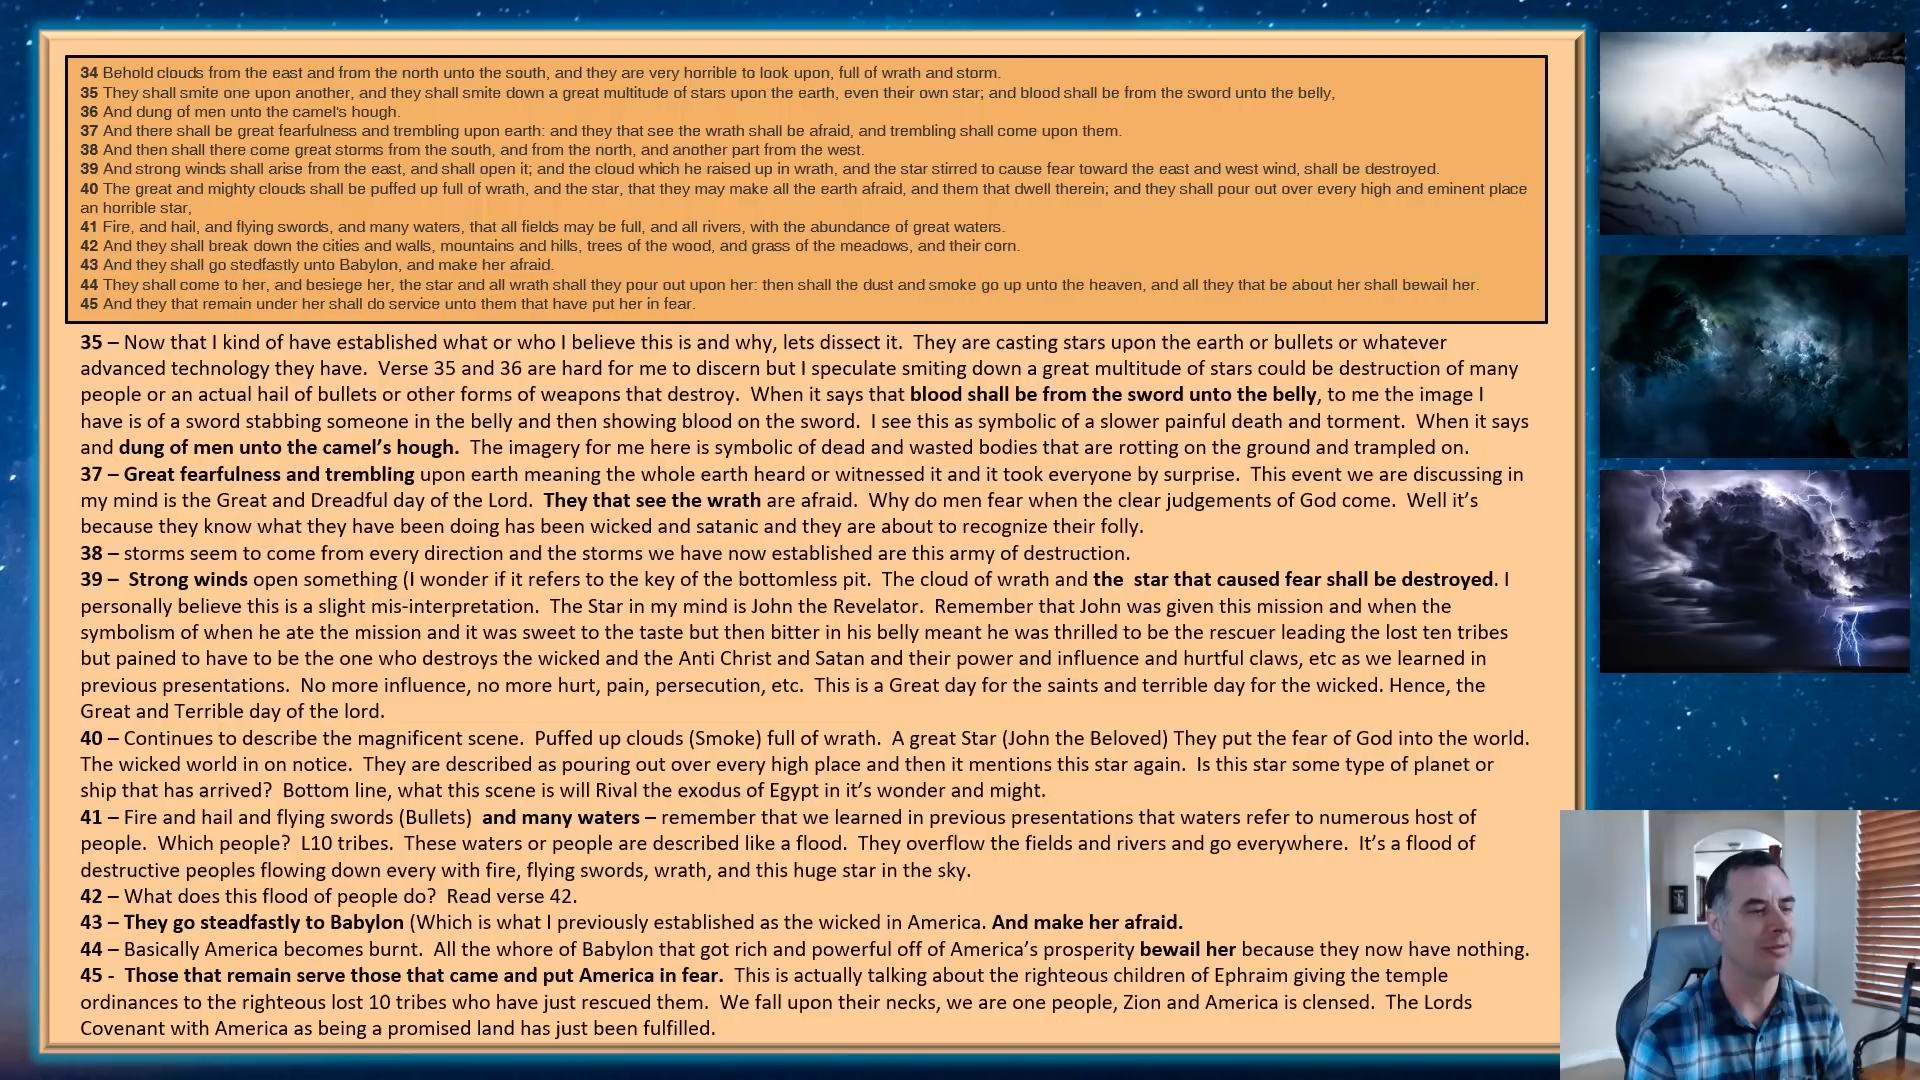 34 Behold clouds from the east and from the north unto the south, and they are very horrible to look upon, full of wrath and storm.
35 They shall smite one upon another, and they shall smite down a great multitude of stars upon the earth, even their own star; and blood shall be from the sword unto the belly,
36 And dung of men unto the camel's hough.
37 And there shall be great fearfulness and trembling upon earth: and they that see the wrath shall be afraid, and trembling shall come upon them.
38 And then shall there come great storms from the south, and from the north, and another part from the west.
39 And strong winds shall arise from the east, and shall open it; and the cloud which he raised up in wrath, and the star stirred to cause fear toward the east and west wind, shall be destroyed.
40 The great and mighty clouds shall be puffed up full of wrath, and the star, that they may make all the earth afraid, and them that dwell therein; and they shall pour out over every high and eminent place
an horrible star,
41 Fire, and hail, and flying swords, and many waters, that all fields may be full, and all rivers, with the abundance of great waters.
42 And they shall break down the cities and walls, mountains and hills, trees of the wood, and grass of the meadows, and their corn.
43 And they shall go stedfastly unto Babylon, and make her afraid.
44 They shall come to her, and besiege her, the star and all wrath shall they pour out upon her: then shall the dust and smoke go up unto the heaven, and all they that be about her shall bewail her.
45 And they that remain under her shall do service unto them that have put her in fear.
35 – Now that I kind of have established what or who I believe this is and why, lets dissect it. They are casting stars upon the earth or bullets or whatever
advanced technology they have. Verse 35 and 36 are hard for me to discern but I speculate smiting down a great multitude of stars could be destruction of many
people or an actual hail of bullets or other forms of weapons that destroy. When it says that blood shall be from the sword unto the belly, to me the image I
have is of a sword stabbing someone in the belly and then showing blood on the sword. I see this as symbolic of a slower painful death and torment. When it says
and dung of men unto the camel's hough. The imagery for me here is symbolic of dead and wasted bodies that are rotting on the ground and trampled on.
37 – Great fearfulness and trembling upon earth meaning the whole earth heard or witnessed it and it took everyone by surprise. This event we are discussing in
my mind is the Great and Dreadful day of the Lord. They that see the wrath are afraid. Why do men fear when the clear judgements of God come. Well it's
because they know what they have been doing has been wicked and satanic and they are about to recognize their folly.
38 – storms seem to come from every direction and the storms we have now established are this army of destruction.
39 – Strong winds open something (I wonder if it refers to the key of the bottomless pit. The cloud of wrath and the star that caused fear shall be destroyed. I
personally believe this is a slight mis-interpretation. The Star in my mind is John the Revelator. Remember that John was given this mission and when the
symbolism of when he ate the mission and it was sweet to the taste but then bitter in his belly meant he was thrilled to be the rescuer leading the lost ten tribes
but pained to have to be the one who destroys the wicked and the Anti Christ and Satan and their power and influence and hurtful claws, etc as we learned in
previous presentations. No more influence, no more hurt, pain, persecution, etc. This is a Great day for the saints and terrible day for the wicked. Hence, the
Great and Terrible day of the lord.
40 – Continues to describe the magnificent scene. Puffed up clouds (Smoke) full of wrath. A great Star (John the Beloved) They put the fear of God into the world.
The wicked world in on notice. They are described as pouring out over every high place and then it mentions this star again. Is this star some type of planet or
ship that has arrived? Bottom line, what this scene is will Rival the exodus of Egypt in it's wonder and might.
41 – Fire and hail and flying swords (Bullets) and many waters – remember that we learned in previous presentations that waters refer to numerous host of
people. Which people? L10 tribes. These waters or people are described like a flood. They overflow the fields and rivers and go everywhere. It's a flood of
destructive peoples flowing down every with fire, flying swords, wrath, and this huge star in the sky.
42 – What does this flood of people do? Read verse 42.
43 – They go steadfastly to Babylon (Which is what I previously established as the wicked in America. And make her afraid.
44 – Basically America becomes burnt. All the whore of Babylon that got rich and powerful off of America's prosperity bewail her because they now have nothing.
45 - Those that remain serve those that came and put America in fear. This is actually talking about the righteous children of Ephraim giving the temple
ordinances to the righteous lost 10 tribes who have just rescued them. We fall upon their necks, we are one people, Zion and America is clensed. The Lords
Covenant with America as being a promised land has just been fulfilled.